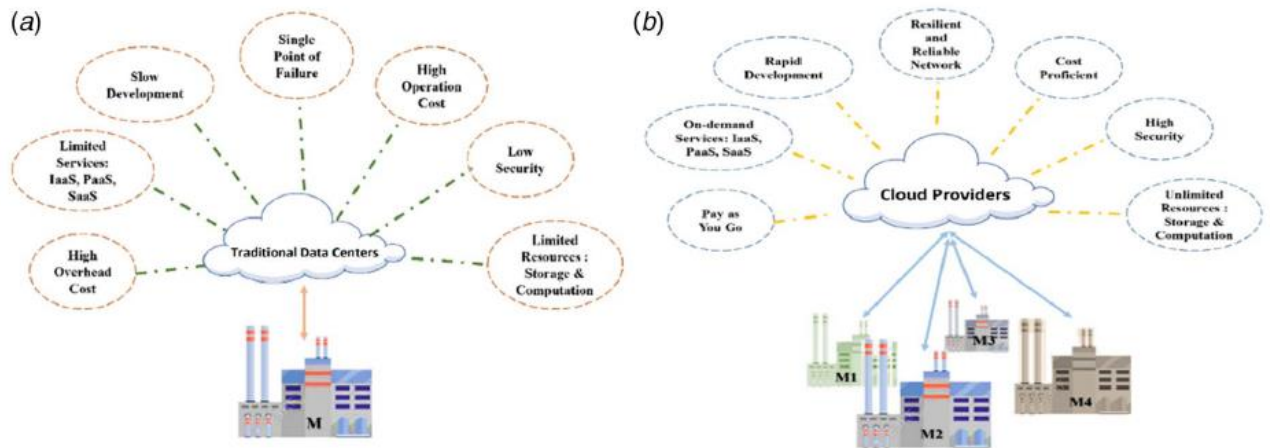 (a)
Single
Point of
Failure
Slow
Development
High
Operation
Cost
Limited
Services:
IaaS, PaaS,
SaaS
Low
Security
High
Overhead
Cost
Limited
Resources :
Storage &
Computation
Traditional Data Centers
M
(b)
Resilient
and
Reliable
Network
Rapid
Development
Cost
Proficient
On-demand
Services: IaaS,
PaaS, SaaS
High
Security
Pay as
You Go
Unlimited
Resources :
Storage &
Computation
Cloud Providers
M1
M2
M3
M4